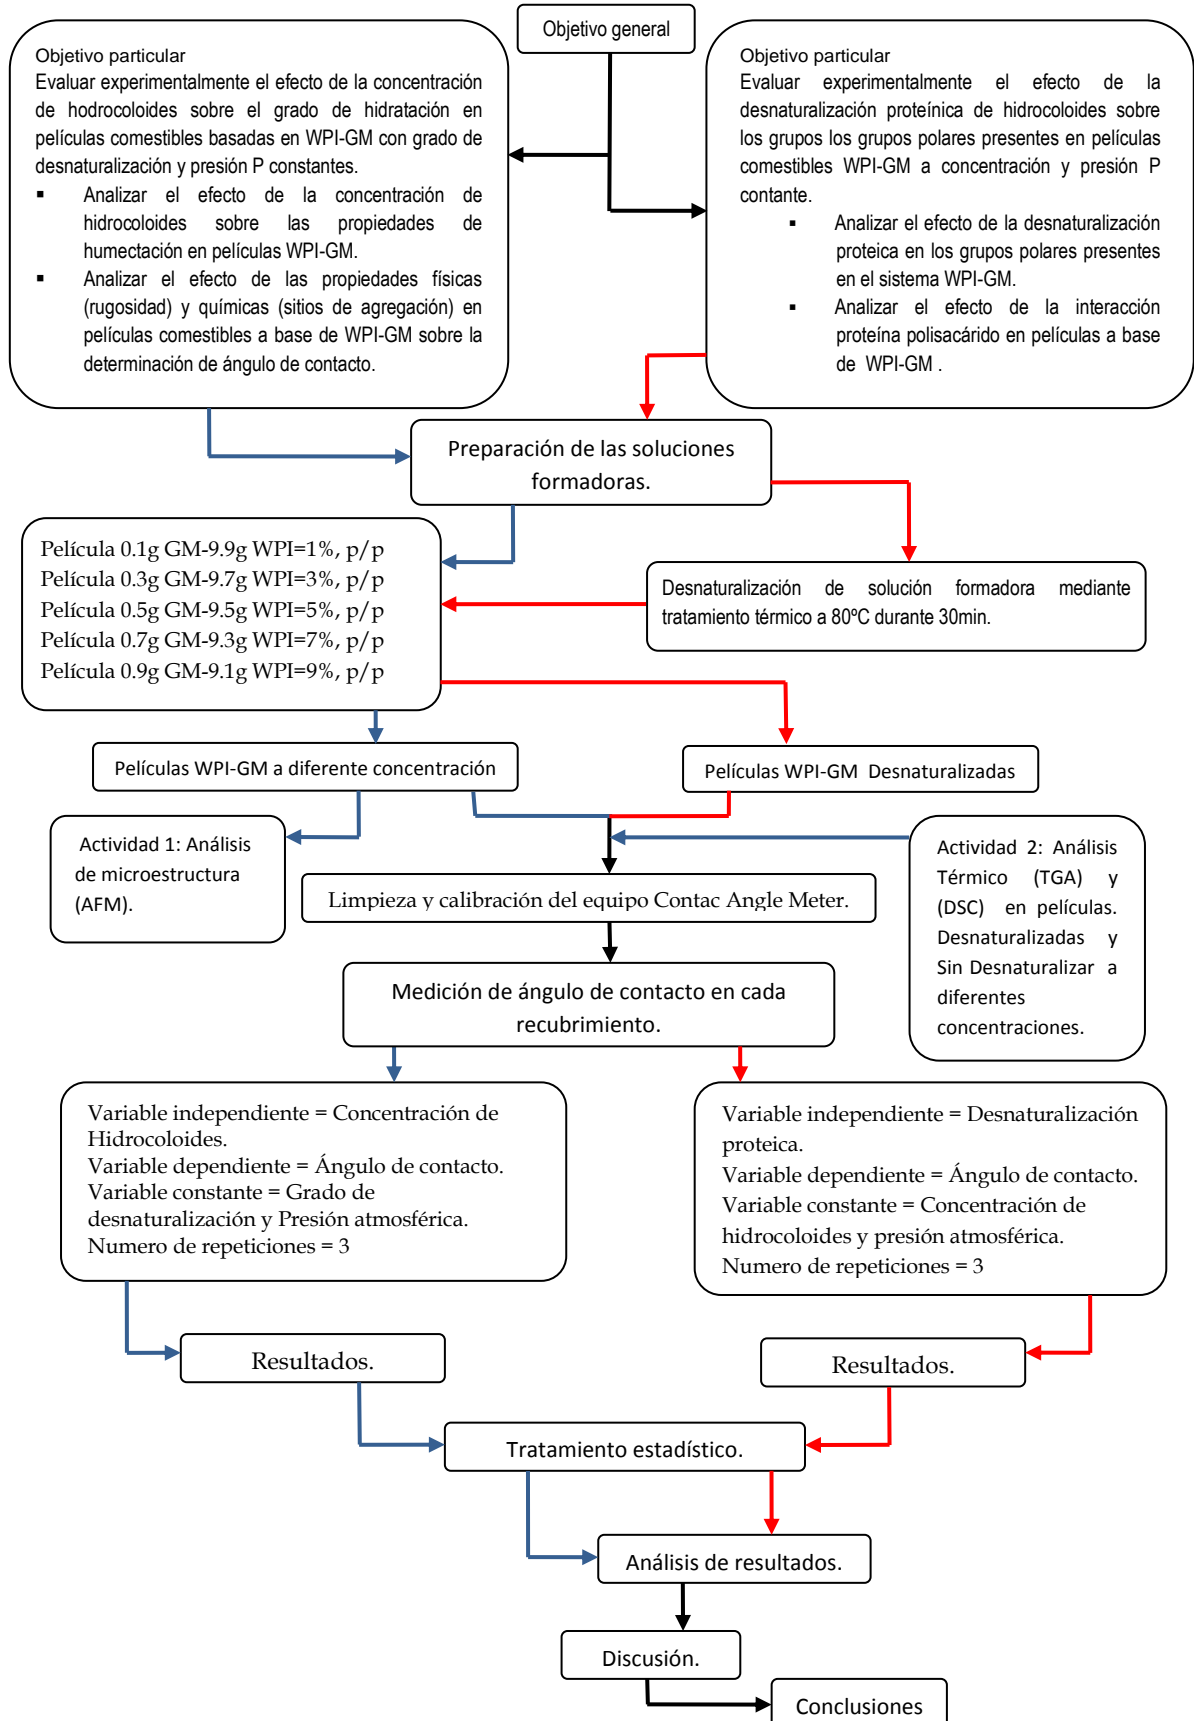 Objetivo general
Objetivo particular
Evaluar experimentalmente el efecto de la concentración
de hodrocoloides sobre el grado de hidratación en
películas comestibles basadas en WPI-GM con grado de
desnaturalización y presión P constantes.
▪ Analizar el efecto de la concentración de
hidrocoloides sobre las propiedades de
humectación en películas WPI-GM.
▪ Analizar el efecto de las propiedades físicas
(rugosidad) y químicas (sitios de agregación) en
películas comestibles a base de WPI-GM sobre la
determinación de ángulo de contacto.
Objetivo particular
Evaluar experimentalmente el efecto de la
desnaturalización proteínica de hidrocoloides sobre
los grupos los grupos polares presentes en películas
comestibles WPI-GM a concentración y presión P
contante.
▪ Analizar el efecto de la desnaturalización
proteica en los grupos polares presentes
en el sistema WPI-GM.
▪ Analizar el efecto de la interacción
proteína polisacárido en películas a base
de WPI-GM .
Preparación de las soluciones
formadoras.
Película 0.1g GM-9.9g WPI=1%, p/p
Película 0.3g GM-9.7g WPI=3%, p/p
Película 0.5g GM-9.5g WPI=5%, p/p
Película 0.7g GM-9.3g WPI=7%, p/p
Película 0.9g GM-9.1g WPI=9%, p/p
Desnaturalización de solución formadora mediante
tratamiento térmico a 80ºC durante 30min.
Películas WPI-GM a diferente concentración
Películas WPI-GM Desnaturalizadas
Actividad 1: Análisis
de microestructura
(AFM).
Actividad 2: Análisis
Térmico (TGA) y
(DSC) en películas.
Desnaturalizadas y
Sin Desnaturalizar a
diferentes
concentraciones.
Limpieza y calibración del equipo Contac Angle Meter.
Medición de ángulo de contacto en cada
recubrimiento.
Variable independiente = Concentración de
Hidrocoloides.
Variable dependiente = Ángulo de contacto.
Variable constante = Grado de
desnaturalización y Presión atmosférica.
Numero de repeticiones = 3
Variable independiente = Desnaturalización
proteica.
Variable dependiente = Ángulo de contacto.
Variable constante = Concentración de
hidrocoloides y presión atmosférica.
Numero de repeticiones = 3
Resultados.
Resultados.
Tratamiento estadístico.
Análisis de resultados.
Discusión.
Conclusiones